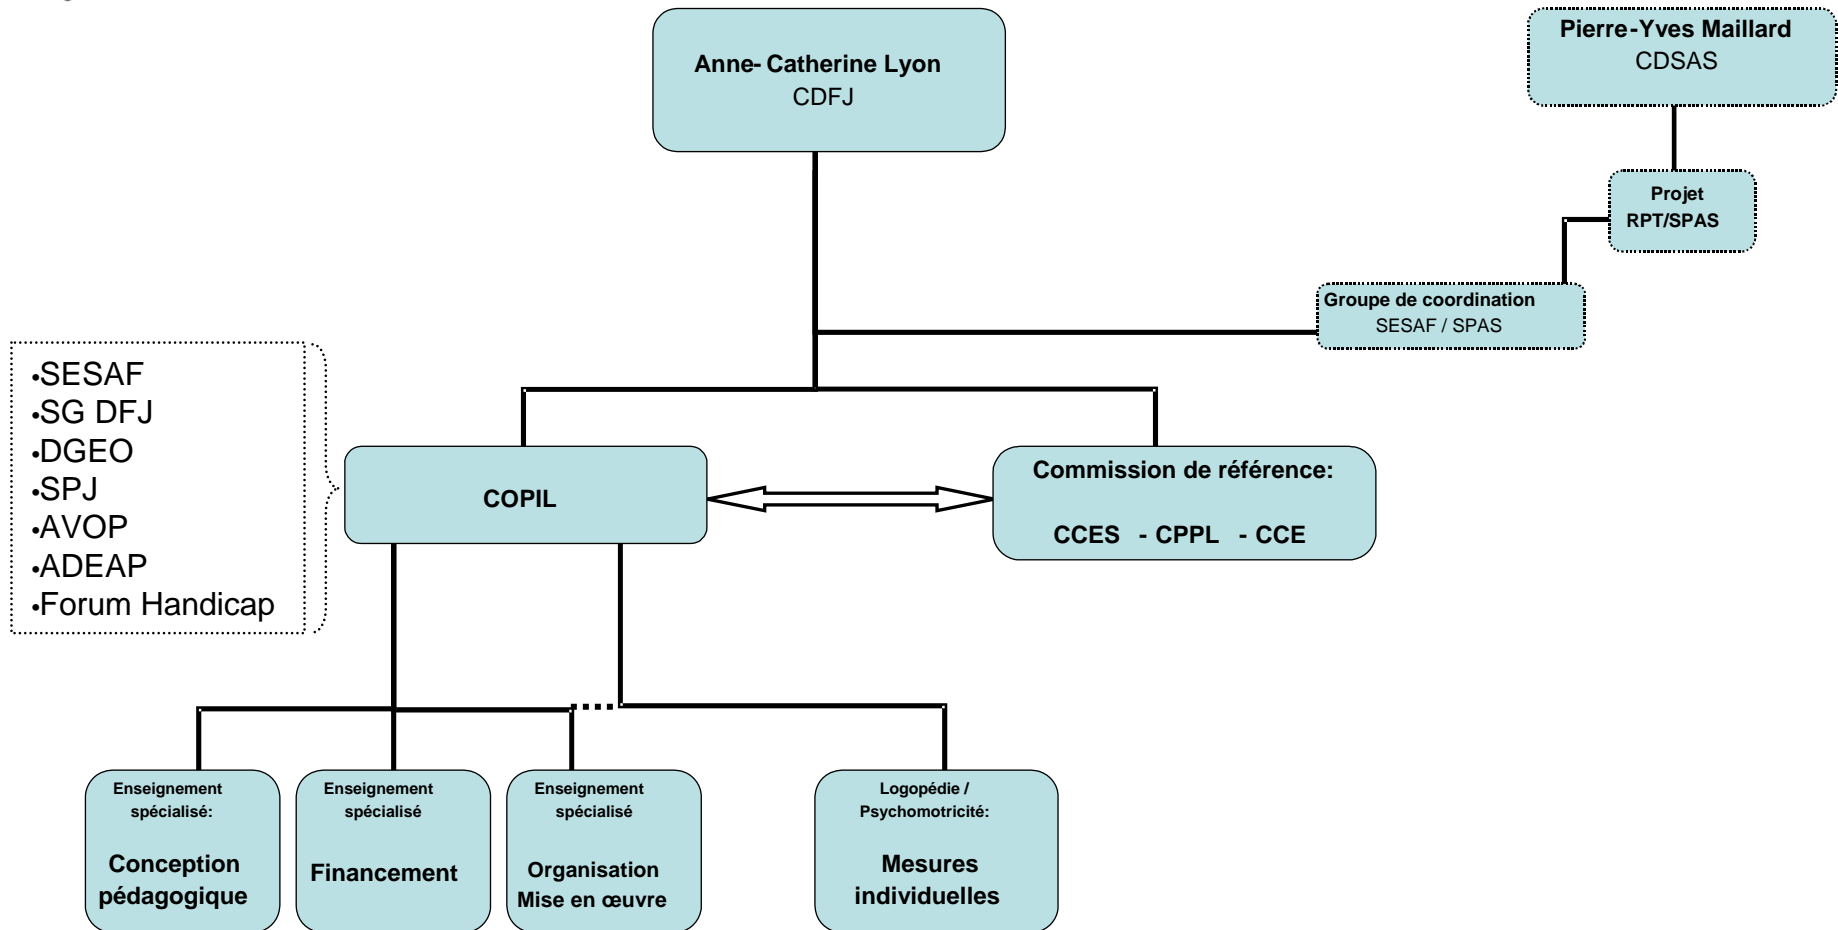 Anne- Catherine Lyon
CDFJ
Pierre-Yves Maillard
CDSAS
Projet
RPT/SPAS
Groupe de coordination
SESAF / SPAS
•SESAF
•SG DFJ
•DGEO
•SPJ
•AVOP
•ADEAP
•Forum Handicap
COPIL
Commission de référence:
CCES - CPPL - CCE
Enseignement
spécialisé:
Conception
pédagogique
Enseignement
spécialisé
Financement
Enseignement
spécialisé
Organisation
Mise en œuvre
Logopédie /
Psychomotricité:
Mesures
individuelles